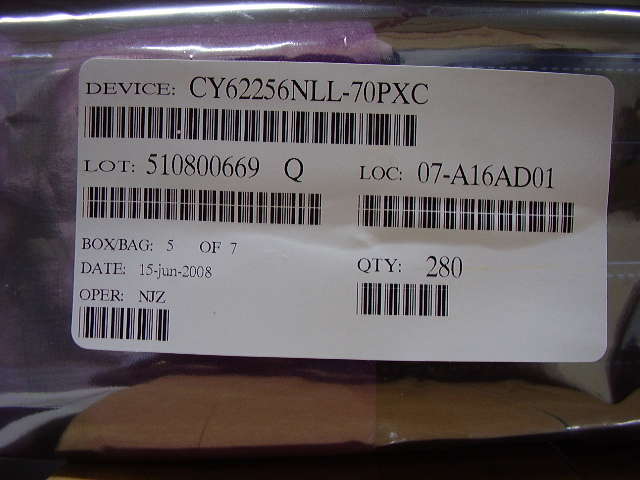 DEVICE: CY62256NLL-70PXC
LOT: 510800669 Q LOC: 07-A16AD01
BOX/BAG: 5 OF 7
DATE: 15-jun-2008 QTY: 280
OPER: NJZ